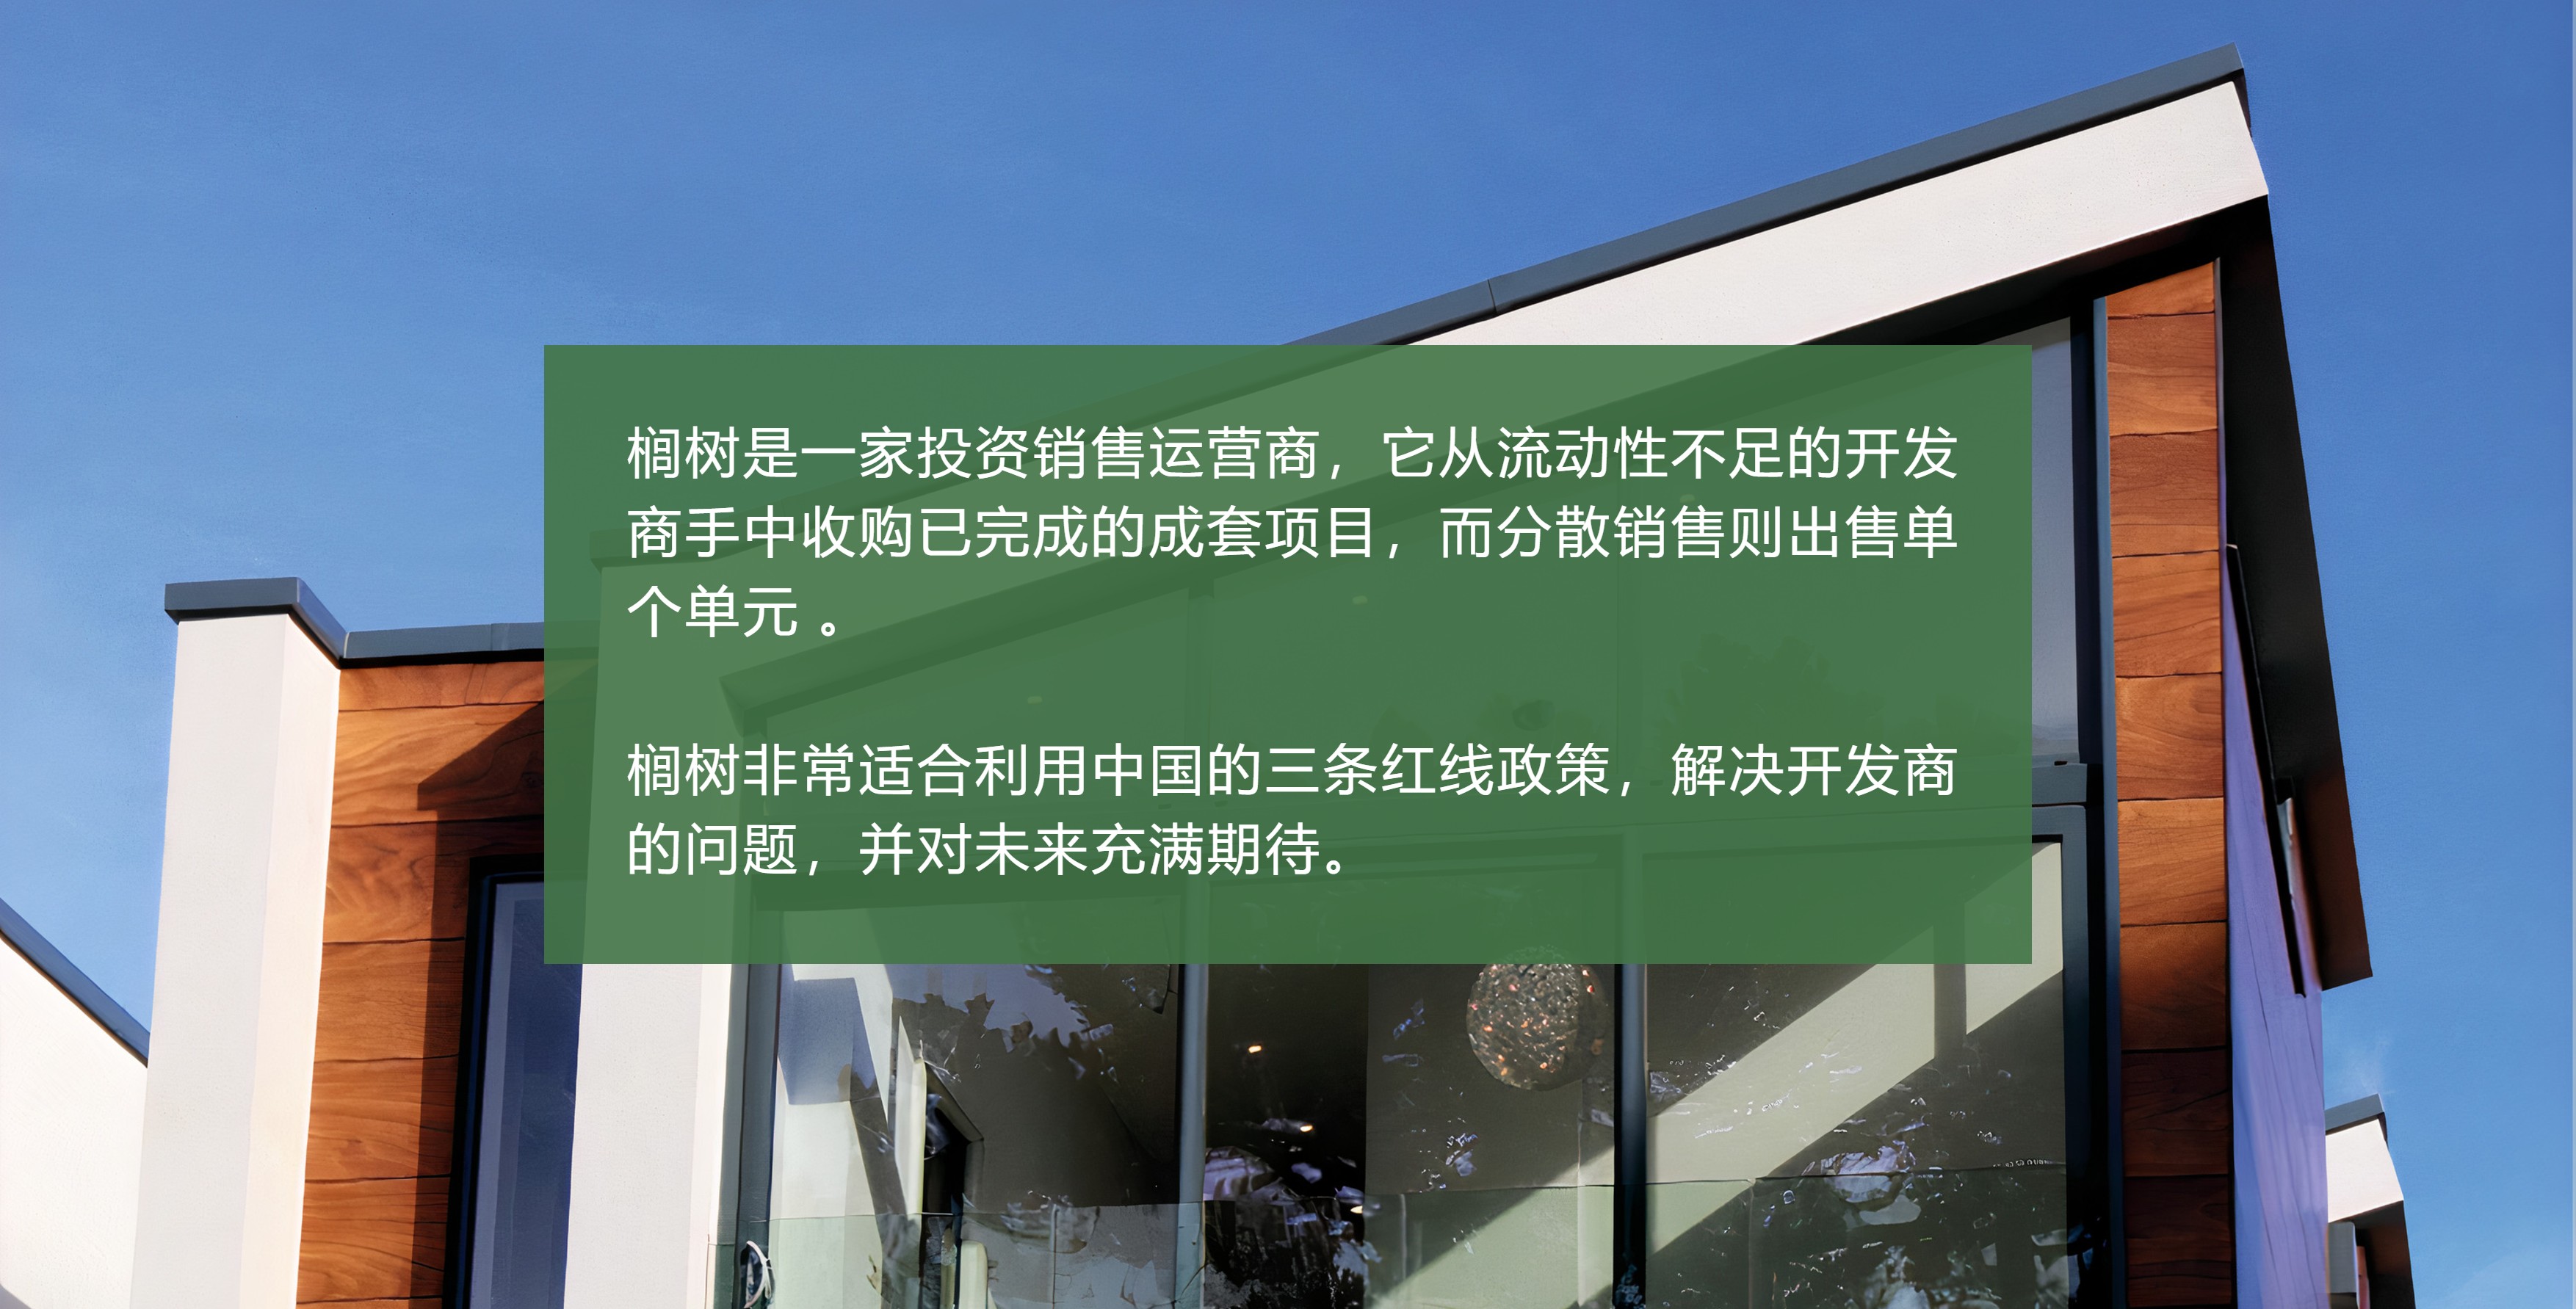 榈树是一家投资销售运营商，它从流动性不足的开发
商手中收购已完成的成套项目，而分散销售则出售单
个单元 。
榈树非常适合利用中国的三条红线政策，解决开发商
的问题，并对未来充满期待。